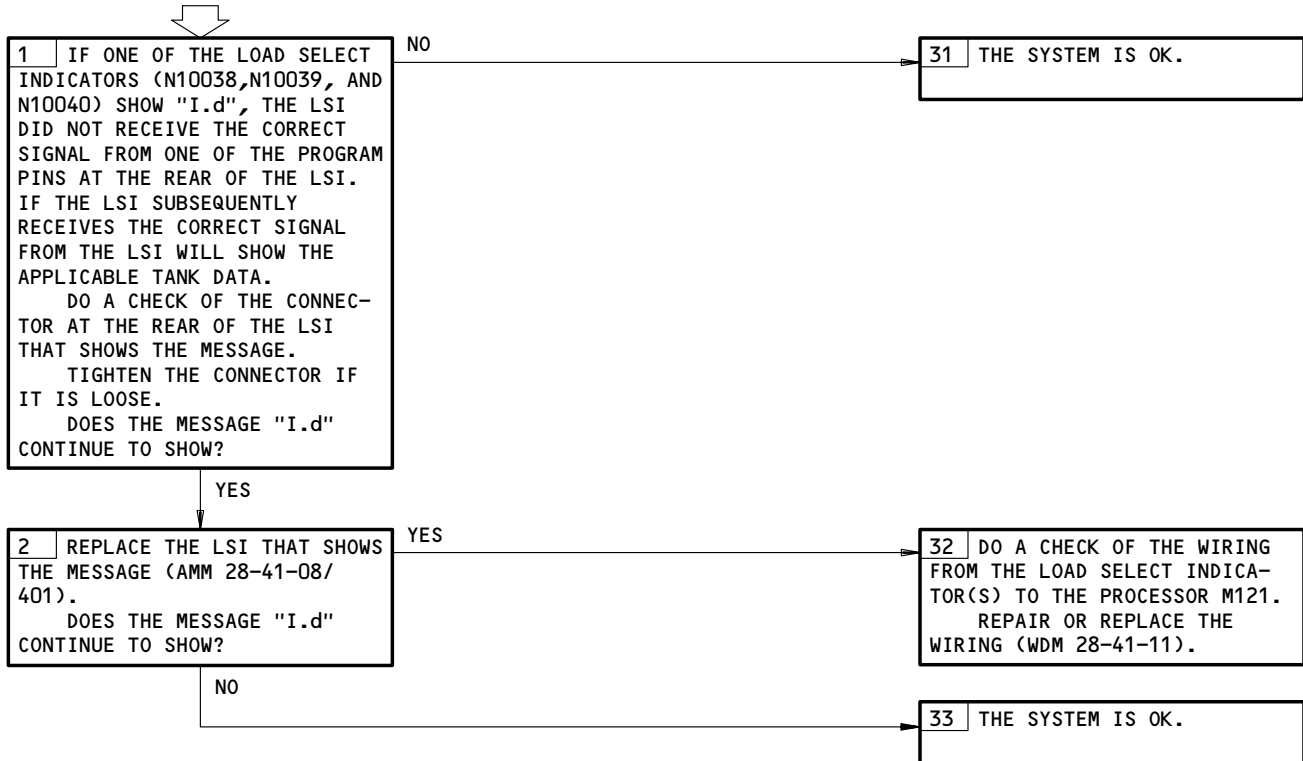 1 IF ONE OF THE LOAD SELECT
INDICATORS (N10038,N10039, AND
N10040) SHOW "I.d", THE LSI
DID NOT RECEIVE THE CORRECT
SIGNAL FROM ONE OF THE PROGRAM
PINS AT THE REAR OF THE LSI.
IF THE LSI SUBSEQUENTLY
RECEIVES THE CORRECT SIGNAL
FROM THE LSI WILL SHOW THE
APPLICABLE TANK DATA.
DO A CHECK OF THE CONNEC-
TOR AT THE REAR OF THE LSI
THAT SHOWS THE MESSAGE.
TIGHTEN THE CONNECTOR IF
IT IS LOOSE.
DOES THE MESSAGE "I.d"
CONTINUE TO SHOW?
NO
31 THE SYSTEM IS OK.
YES
2 REPLACE THE LSI THAT SHOWS
THE MESSAGE (AMM 28-41-08/
401).
DOES THE MESSAGE "I.d"
CONTINUE TO SHOW?
YES
32 DO A CHECK OF THE WIRING
FROM THE LOAD SELECT INDICA-
TOR(S) TO THE PROCESSOR M121.
REPAIR OR REPLACE THE
WIRING (WDM 28-41-11).
NO
33 THE SYSTEM IS OK.